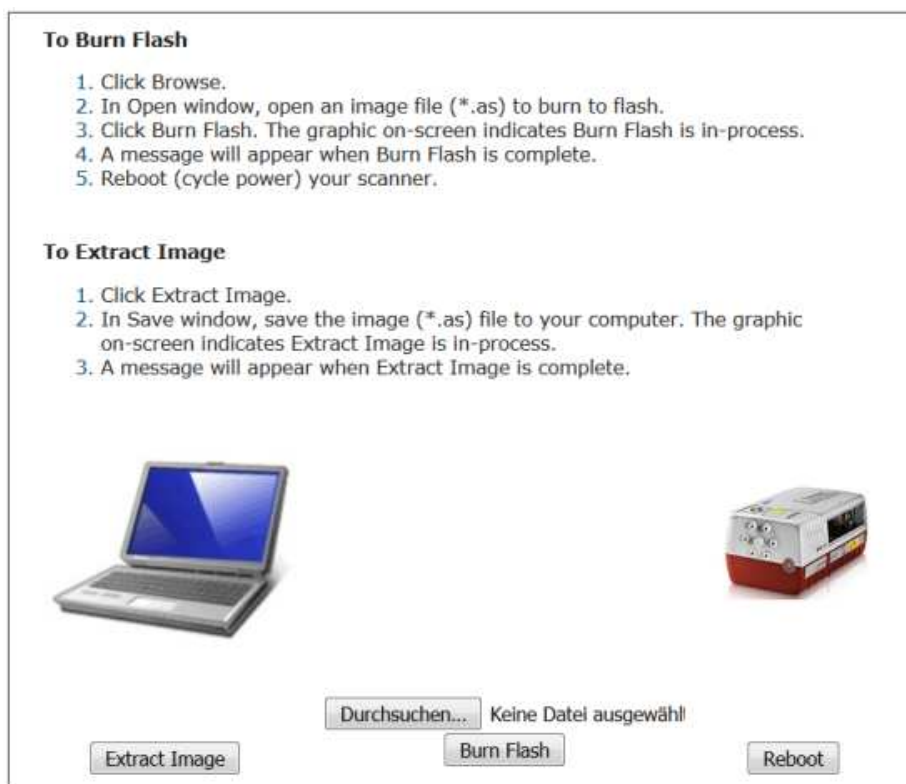 To Burn Flash
1. Click Browse.
2. In Open window, open an image file (*.as) to burn to flash.
3. Click Burn Flash. The graphic on-screen indicates Burn Flash is in-process.
4. A message will appear when Burn Flash is complete.
5. Reboot (cycle power) your scanner.
To Extract Image
1. Click Extract Image.
2. In Save window, save the image (*.as) file to your computer. The graphic
on-screen indicates Extract Image is in-process.
3. A message will appear when Extract Image is complete.
Durchsuchen... Keine Datei ausgewähl
Burn Flash
Extract Image
Reboot